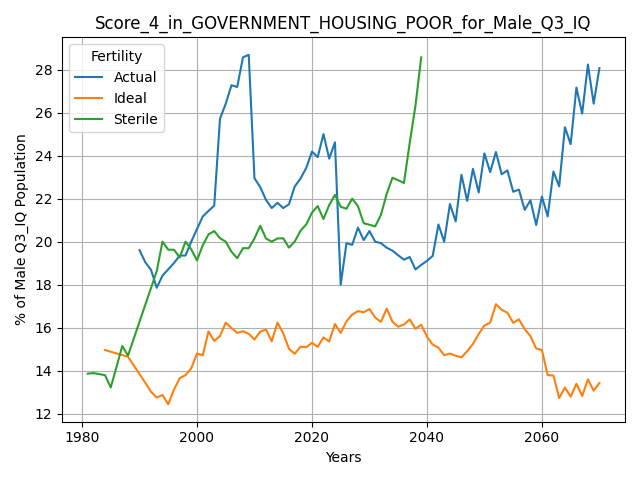 Score_4_in_GOVERNMENT_HOUSING_POOR_for_Male_Q3_IQ
Fertility
Actual
Ideal
Sterile
% of Male Q3_IQ Population
28
26
24
22
20
18
16
14
12
1980 2000 2020 2040 2060
Years